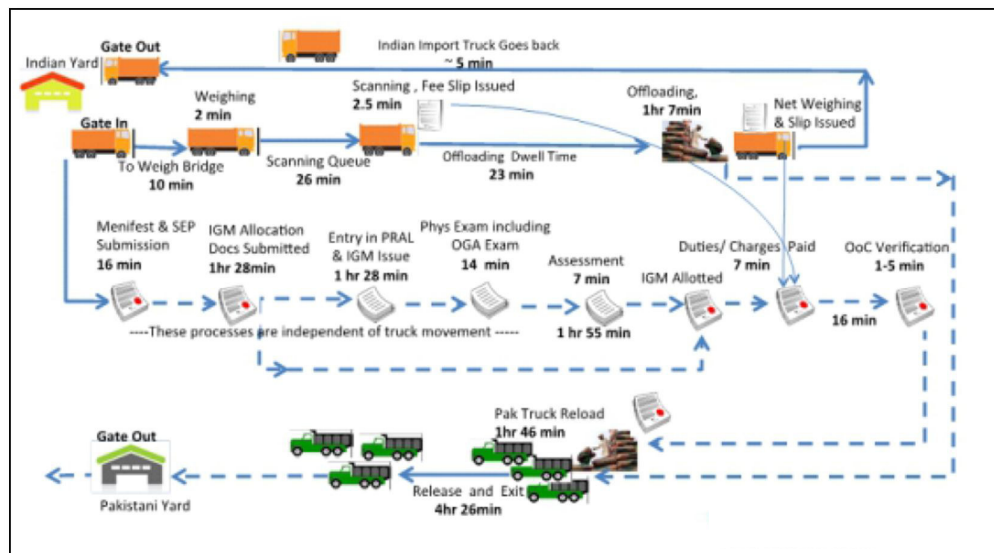 Gate Out
Indian Import Truck Goes back
~ 5 min
Indian Yard
Weighing
2 min
Scanning , Fee Slip Issued
2.5 min
Offloading,
1hr 7min
Net Weighing
& Slip Issued
Gate In
To Weigh Bridge
10 min
Scanning Queue
26 min
Offloading Dwell Time
23 min
Menifest & SEP
Submission
16 min
IGM Allocation
Docs Submitted
1hr 28min
Entry in PRAL
& IGM Issue
1 hr 28 min
Phys Exam including
OGA Exam
14 min
Assessment
7 min
1 hr 55 min
IGM Allotted
Duties/ Charges Paid
7 min
16 min
OoC Verification
1-5 min
----These processes are independent of truck movement -----
Pak Truck Reload
1hr 46 min
Release and Exit
4hr 26min
Gate Out
Pakistani Yard